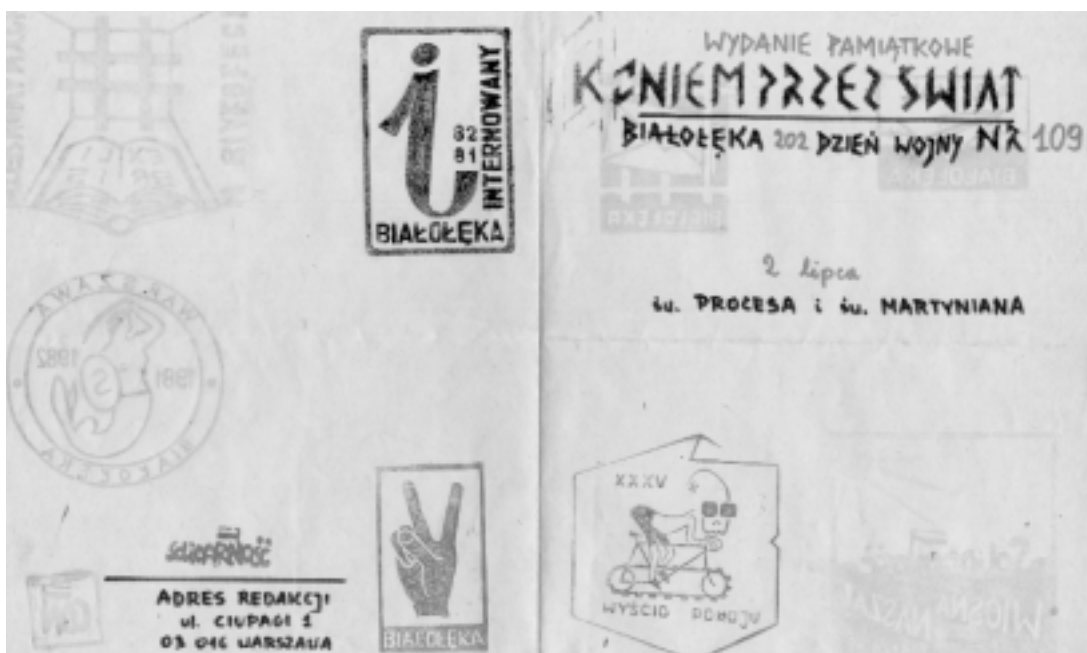 INTERNOWANY
82
81
BIAŁOŁĘKA
WARSZAWA
1982
1981
BIAŁOŁĘKA
Solidarność
ADRES REDAKCJI
ul. CIUPAGI 1
03 016 WARSZAWA
BIAŁOŁĘKA
WYDANIE PAMIĄTKOWE
KONIEM PRZEZ ŚWIAT
BIAŁOŁĘKA 202 DZIEŃ WOJNY NR 109
BIAŁOŁĘKA
BIAŁOŁĘKA
2 lipca
św. PROCESA i św. MARTYNIANA
XXXV
WYŚCIG POKOJU